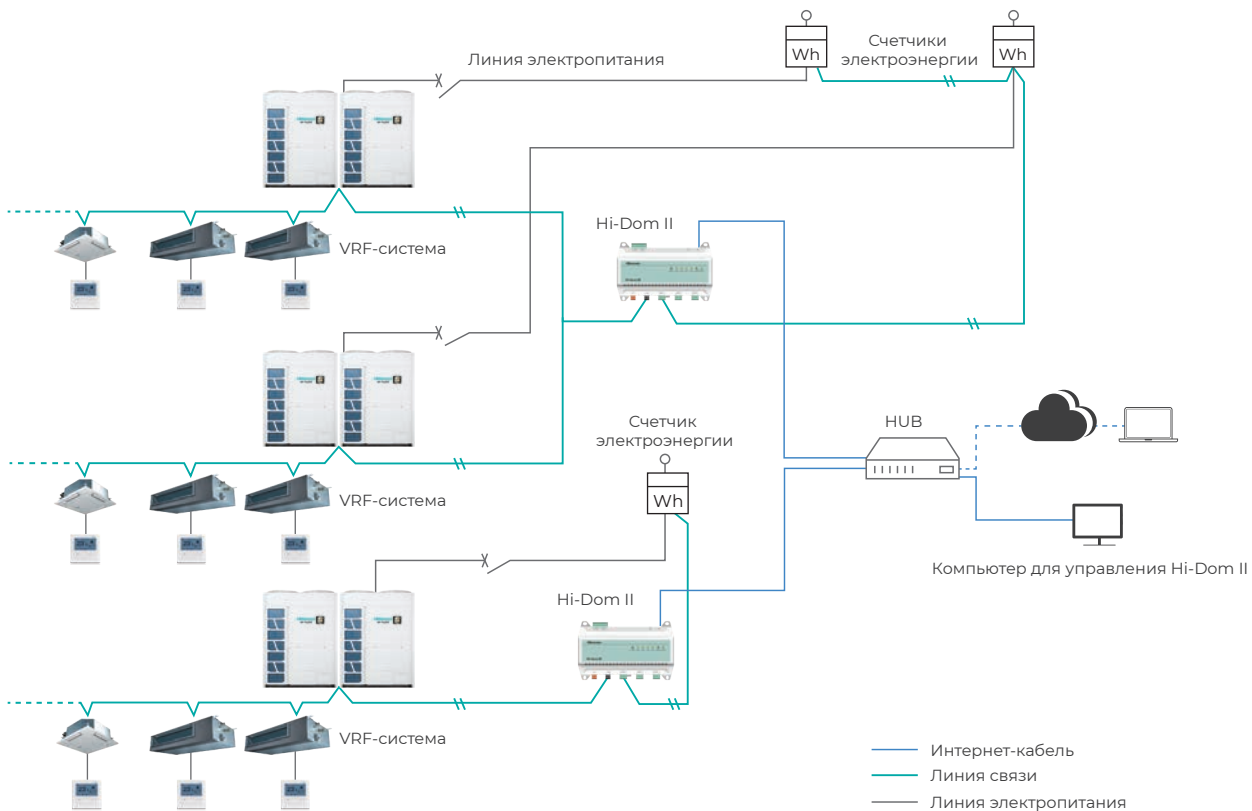 Wh
Счетчики
электроэнергии
Wh
Линия электропитания
Hi-Dom II
VRF-система
Счетчик
электроэнергии
HUB
Wh
VRF-система
Компьютер для управления Hi-Dom II
Hi-Dom II
VRF-система
Интернет-кабель
Линия связи
Линия электропитания